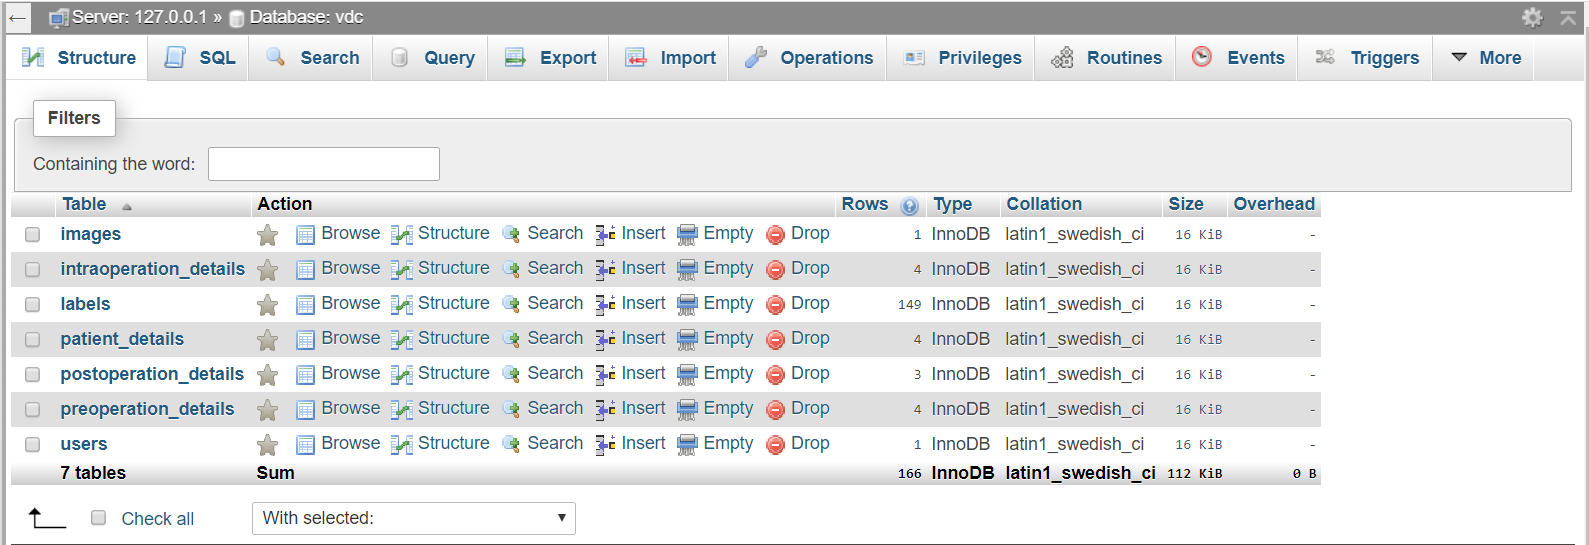 ← Server: 127.0.0.1 » Database: vdc
Structure SQL Search Query Export Import Operations Privileges Routines Events Triggers More
Filters
Containing the word:
Table Action Rows Type Collation Size Overhead
images Browse Structure Search Insert Empty Drop 1 InnoDB latin1_swedish_ci 16 KiB -
intraoperation_details Browse Structure Search Insert Empty Drop 4 InnoDB latin1_swedish_ci 16 KiB -
labels Browse Structure Search Insert Empty Drop 149 InnoDB latin1_swedish_ci 16 KiB -
patient_details Browse Structure Search Insert Empty Drop 4 InnoDB latin1_swedish_ci 16 KiB -
postoperation_details Browse Structure Search Insert Empty Drop 3 InnoDB latin1_swedish_ci 16 KiB -
preoperation_details Browse Structure Search Insert Empty Drop 4 InnoDB latin1_swedish_ci 16 KiB -
users Browse Structure Search Insert Empty Drop 1 InnoDB latin1_swedish_ci 16 KiB -
7 tables Sum 166 InnoDB latin1_swedish_ci 112 KiB 0 B
Check all With selected: